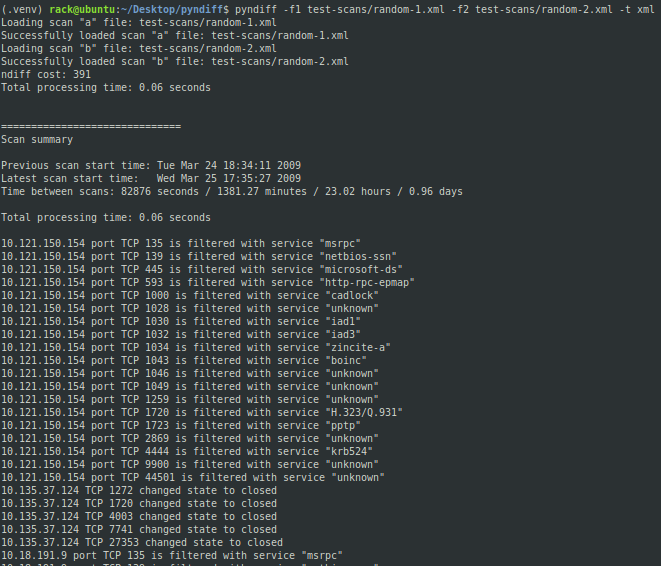 (.venv) rack@ubuntu:~/Desktop/pyndiff$ pyndiff -f1 test-scans/random-1.xml -f2 test-scans/random-2.xml -t xml
Loading scan "a" file: test-scans/random-1.xml
Successfully loaded scan "a" file: test-scans/random-1.xml
Loading scan "b" file: test-scans/random-2.xml
Successfully loaded scan "b" file: test-scans/random-2.xml
ndiff cost: 391
Total processing time: 0.06 seconds
==============================
Scan summary
Previous scan start time: Tue Mar 24 18:34:11 2009
Latest scan start time:   Wed Mar 25 17:35:27 2009
Time between scans: 82876 seconds / 1381.27 minutes / 23.02 hours / 0.96 days
Total processing time: 0.06 seconds
10.121.150.154 port TCP 135 is filtered with service "msrpc"
10.121.150.154 port TCP 139 is filtered with service "netbios-ssn"
10.121.150.154 port TCP 445 is filtered with service "microsoft-ds"
10.121.150.154 port TCP 593 is filtered with service "http-rpc-epmap"
10.121.150.154 port TCP 1000 is filtered with service "cadlock"
10.121.150.154 port TCP 1028 is filtered with service "unknown"
10.121.150.154 port TCP 1030 is filtered with service "iad1"
10.121.150.154 port TCP 1032 is filtered with service "iad3"
10.121.150.154 port TCP 1034 is filtered with service "zincite-a"
10.121.150.154 port TCP 1043 is filtered with service "boinc"
10.121.150.154 port TCP 1046 is filtered with service "unknown"
10.121.150.154 port TCP 1049 is filtered with service "unknown"
10.121.150.154 port TCP 1259 is filtered with service "unknown"
10.121.150.154 port TCP 1720 is filtered with service "H.323/Q.931"
10.121.150.154 port TCP 1723 is filtered with service "pptp"
10.121.150.154 port TCP 2869 is filtered with service "unknown"
10.121.150.154 port TCP 4444 is filtered with service "krb524"
10.121.150.154 port TCP 9900 is filtered with service "unknown"
10.121.150.154 port TCP 44501 is filtered with service "unknown"
10.135.37.124 TCP 1272 changed state to closed
10.135.37.124 TCP 1720 changed state to closed
10.135.37.124 TCP 4003 changed state to closed
10.135.37.124 TCP 7741 changed state to closed
10.135.37.124 TCP 27353 changed state to closed
10.18.191.9 port TCP 135 is filtered with service "msrpc"